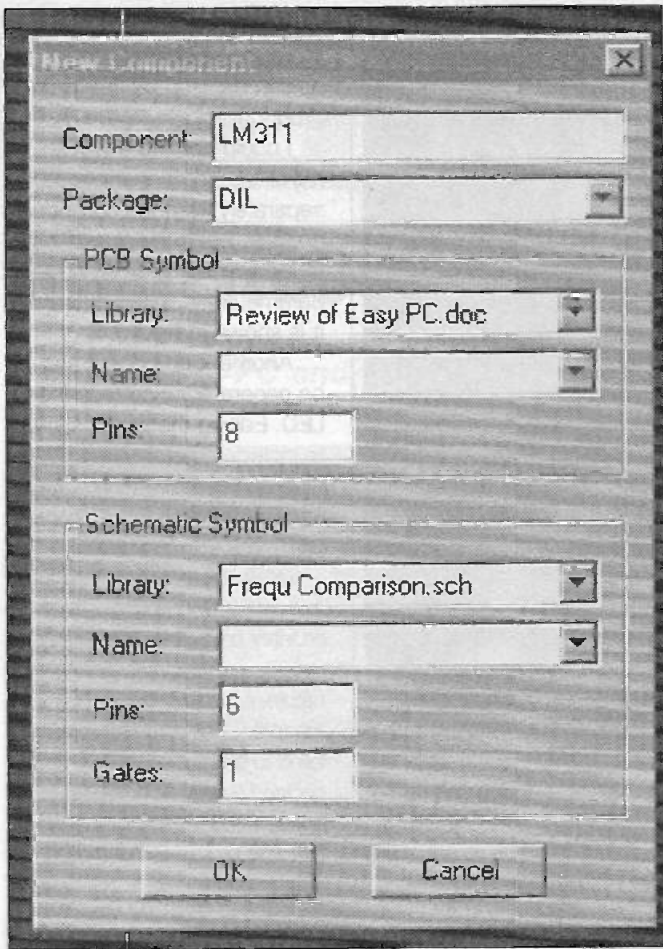 New Component
Component: LM311
Package: DIL
PCB Symbol
Library: Review of Easy PC.doc
Name:
Pins: 8
Schematic Symbol
Library: Frequ Comparison.sch
Name:
Pins: 6
Gates: 1
OK Cancel